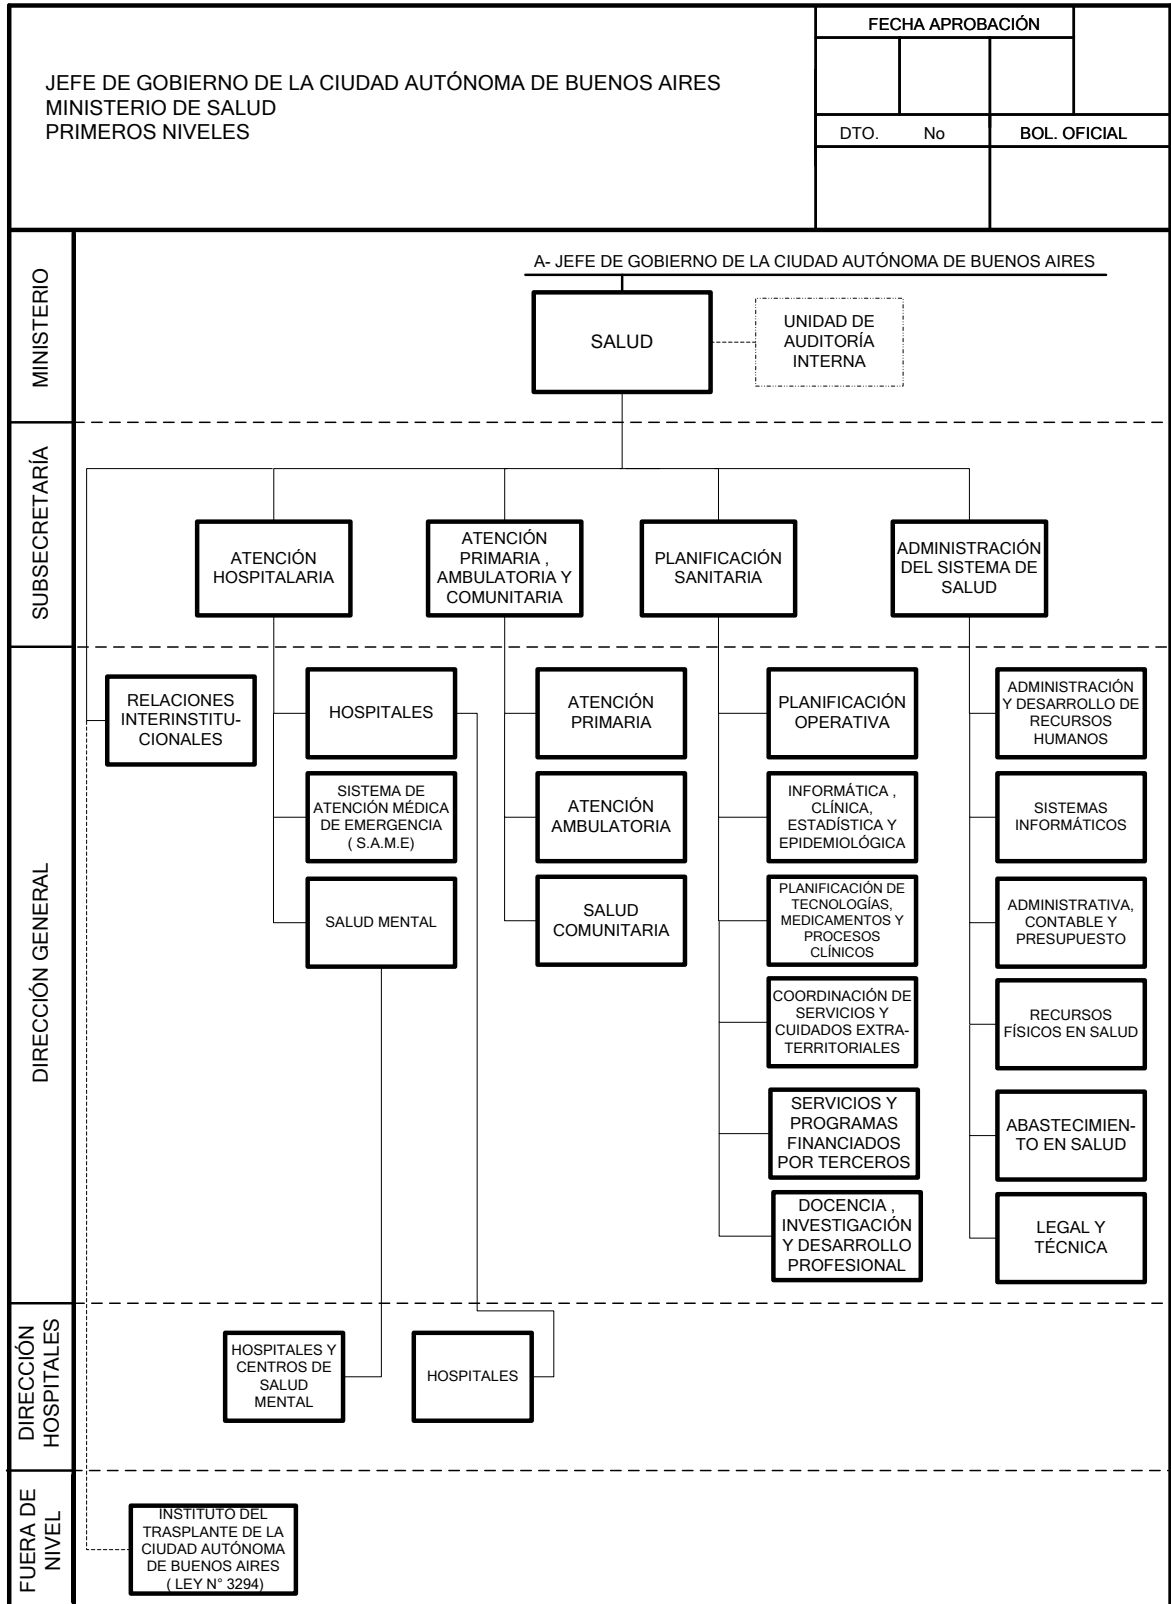 FECHA APROBACIÓN
JEFE DE GOBIERNO DE LA CIUDAD AUTÓNOMA DE BUENOS AIRES
MINISTERIO DE SALUD
PRIMEROS NIVELES
DTO. No
BOL. OFICIAL
MINISTERIO
A- JEFE DE GOBIERNO DE LA CIUDAD AUTÓNOMA DE BUENOS AIRES
SALUD
UNIDAD DE
AUDITORÍA
INTERNA
SUBSECRETARÍA
ATENCIÓN
HOSPITALARIA
ATENCIÓN
PRIMARIA ,
AMBULATORIA Y
COMUNITARIA
PLANIFICACIÓN
SANITARIA
ADMINISTRACIÓN
DEL SISTEMA DE
SALUD
DIRECCIÓN GENERAL
RELACIONES
INTERINSTITU-
CIONALES
HOSPITALES
SISTEMA DE
ATENCIÓN MÉDICA
DE EMERGENCIA
( S.A.M.E)
SALUD MENTAL
ATENCIÓN
PRIMARIA
ATENCIÓN
AMBULATORIA
SALUD
COMUNITARIA
PLANIFICACIÓN
OPERATIVA
INFORMÁTICA ,
CLÍNICA,
ESTADÍSTICA Y
EPIDEMIOLÓGICA
PLANIFICACIÓN DE
TECNOLOGÍAS,
MEDICAMENTOS Y
PROCESOS
CLÍNICOS
COORDINACIÓN DE
SERVICIOS Y
CUIDADOS EXTRA-
TERRITORIALES
SERVICIOS Y
PROGRAMAS
FINANCIADOS
POR TERCEROS
DOCENCIA ,
INVESTIGACIÓN
Y DESARROLLO
PROFESIONAL
ADMINISTRACIÓN
Y DESARROLLO DE
RECURSOS
HUMANOS
SISTEMAS
INFORMÁTICOS
ADMINISTRATIVA,
CONTABLE Y
PRESUPUESTO
RECURSOS
FÍSICOS EN SALUD
ABASTECIMIEN-
TO EN SALUD
LEGAL Y
TÉCNICA
DIRECCIÓN
HOSPITALES
HOSPITALES Y
CENTROS DE
SALUD
MENTAL
HOSPITALES
FUERA DE
NIVEL
INSTITUTO DEL
TRASPLANTE DE LA
CIUDAD AUTÓNOMA
DE BUENOS AIRES
( LEY N° 3294)